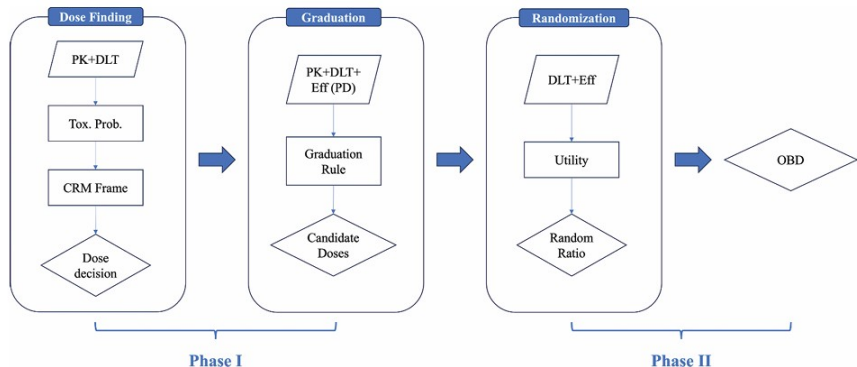 Dose Finding
PK+DLT
Tox. Prob.
CRM Frame
Dose
decision
Graduation
PK+DLT+
Eff (PD)
Graduation
Rule
Candidate
Doses
Randomization
DLT+Eff
Utility
Random
Ratio
OBD
Phase I
Phase II